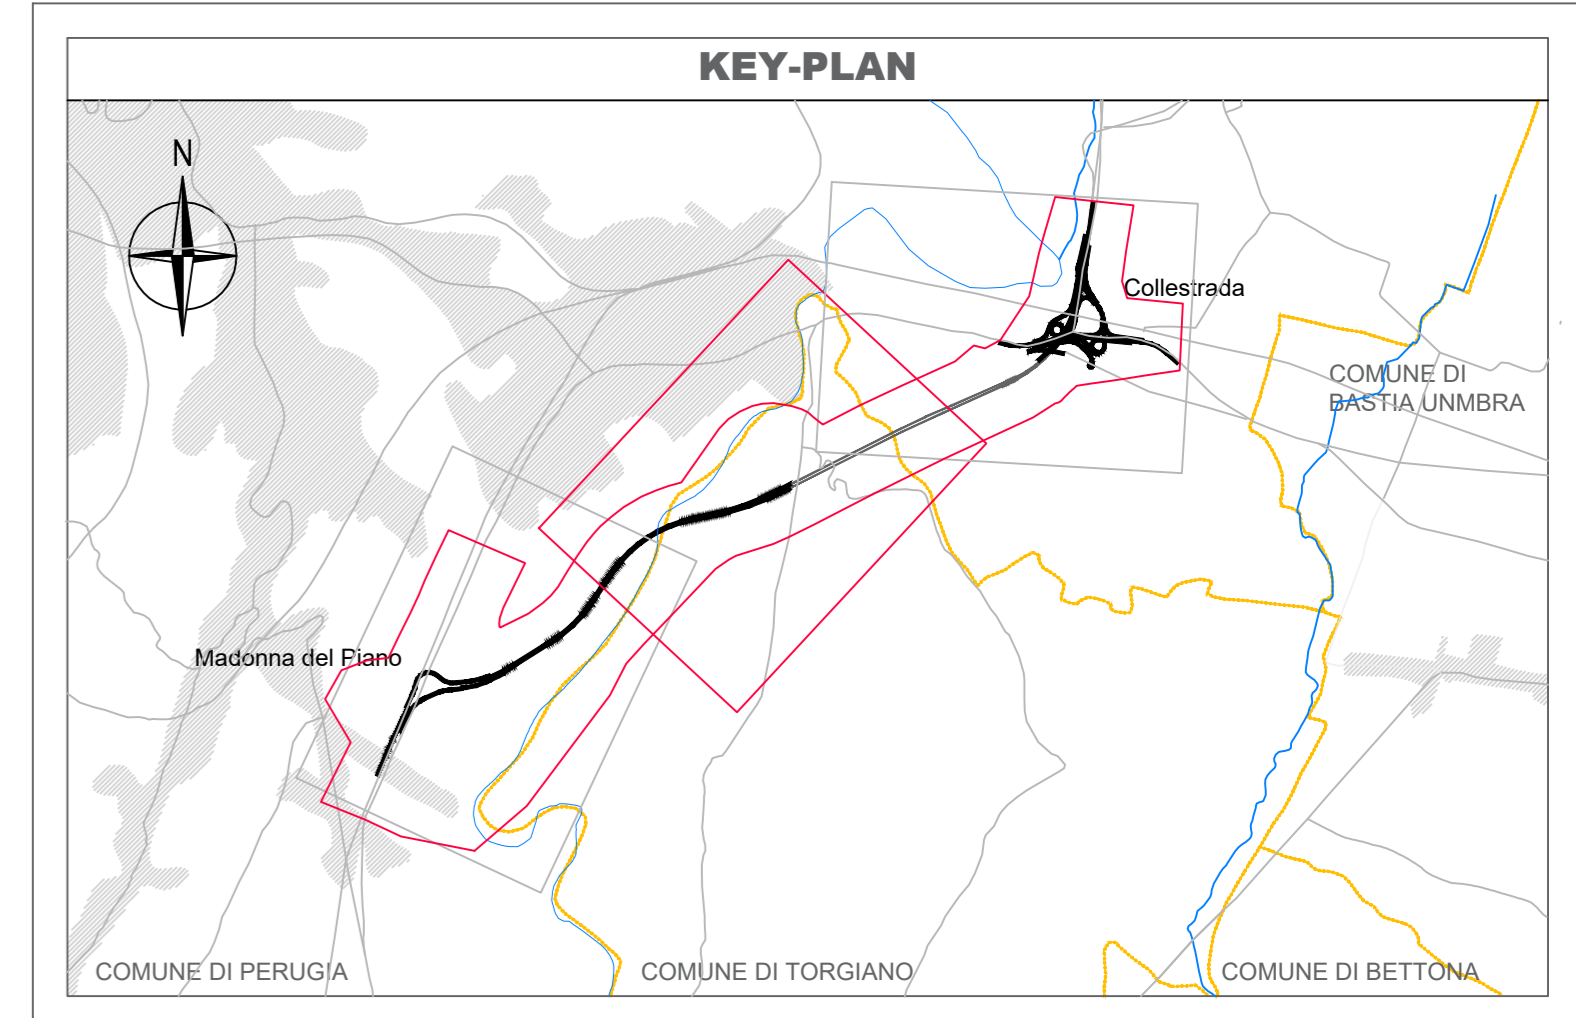 KEY-PLAN
N
Collestrada
COMUNE DI
BASTIA UNMBRA
Madonna del Piano
COMUNE DI PERUGIA
COMUNE DI TORGIANO
COMUNE DI BETTONA